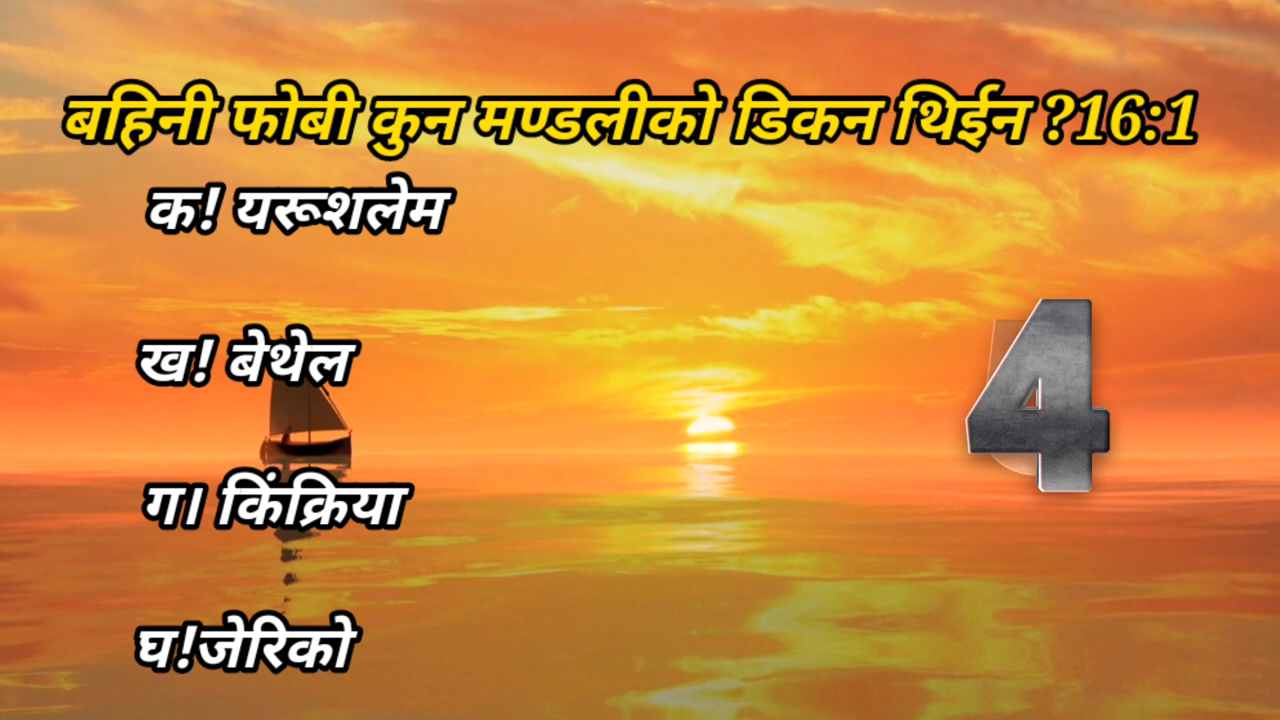 बहिनी फोबी कुन मण्डलीको डिकन थिईन ?16:1
क! यरूशलेम
ख! बेथेल
4
ग। किंक्रिया
घ!जेरिको